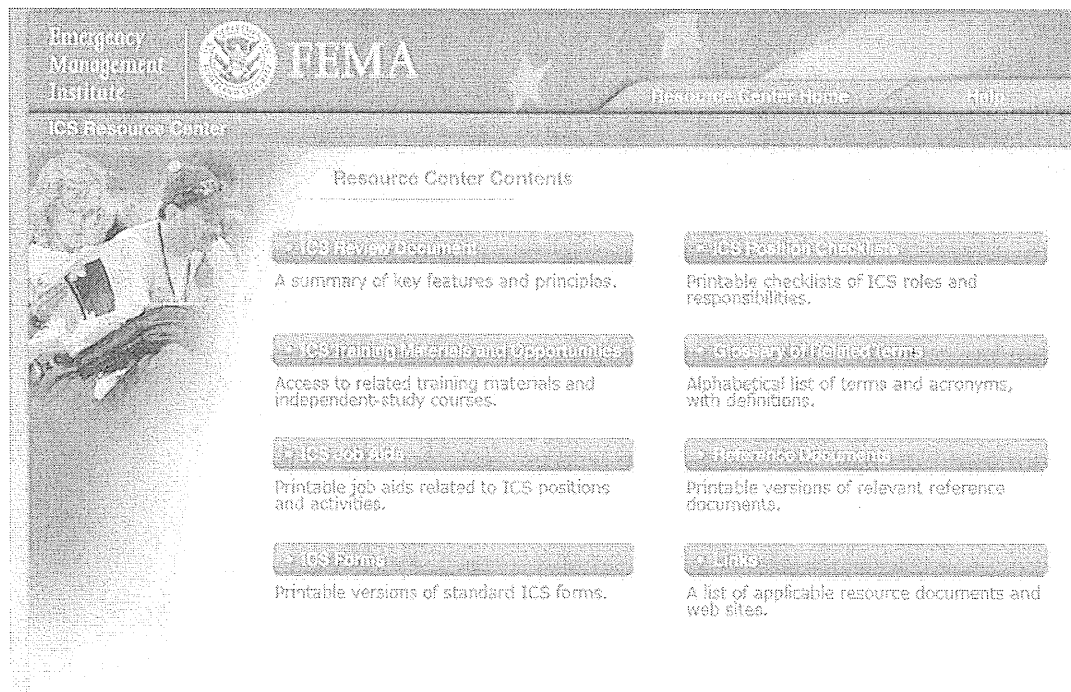 Emergency
Management
Institute
FEMA
Resource Center Home
Help
ICS Resource Center
Resource Center Contents
ICS Review Document
A summary of key features and principles.
ICS Training Materials and Opportunities
Access to related training materials and
independent-study courses.
ICS Job Aids
Printable job aids related to ICS positions
and activities.
ICS Forms
Printable versions of standard ICS forms.
ICS Position Checklists
Printable checklists of ICS roles and
responsibilities.
Glossary of Related Terms
Alphabetical list of terms and acronyms,
with definitions.
Reference Documents
Printable versions of relevant reference
documents.
Links
A list of applicable resource documents and
web sites.